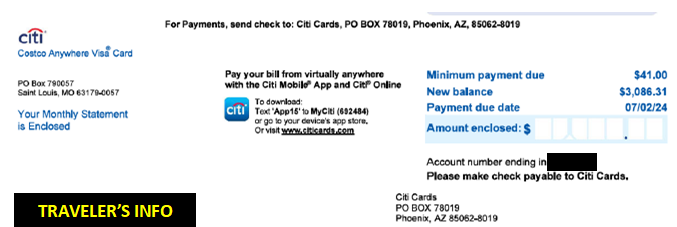 For Payments, send check to: Citi Cards, PO BOX 78019, Phoenix, AZ, 85062-8019
citi
Costco Anywhere Visa® Card
PO Box 790057
Saint Louis, MO 63179-0057
Your Monthly Statement
is Enclosed
Pay your bill from virtually anywhere
with the Citi Mobile® App and Citi® Online
citi
To download:
Text 'App15' to MyCiti (692484)
or go to your device's app store.
Or visit www.citicards.com
Minimum payment due $41.00
New balance $3,086.31
Payment due date 07/02/24
Amount enclosed: $
Account number ending in
Please make check payable to Citi Cards.
Citi Cards
PO BOX 78019
Phoenix, AZ 85062-8019
TRAVELER'S INFO